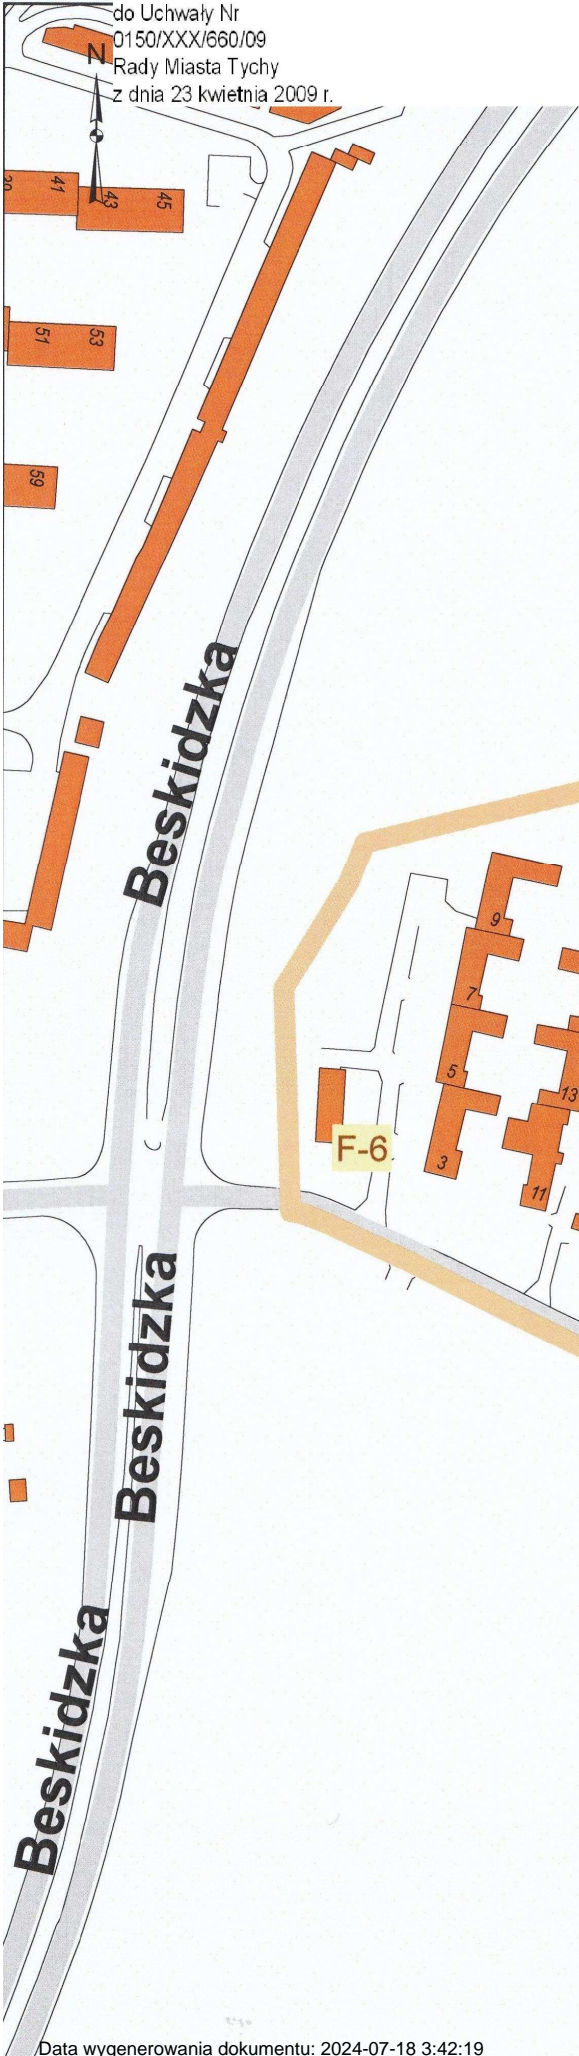 do Uchwały Nr
0150/XXX/660/09
Rady Miasta Tychy
z dnia 23 kwietnia 2009 r.
N
41
43
45
51
53
59
Beskidzka
9
7
5
13
F-6
3
11
Beskidzka
Beskidzka
Data wygenerowania dokumentu: 2024-07-18 3:42:19